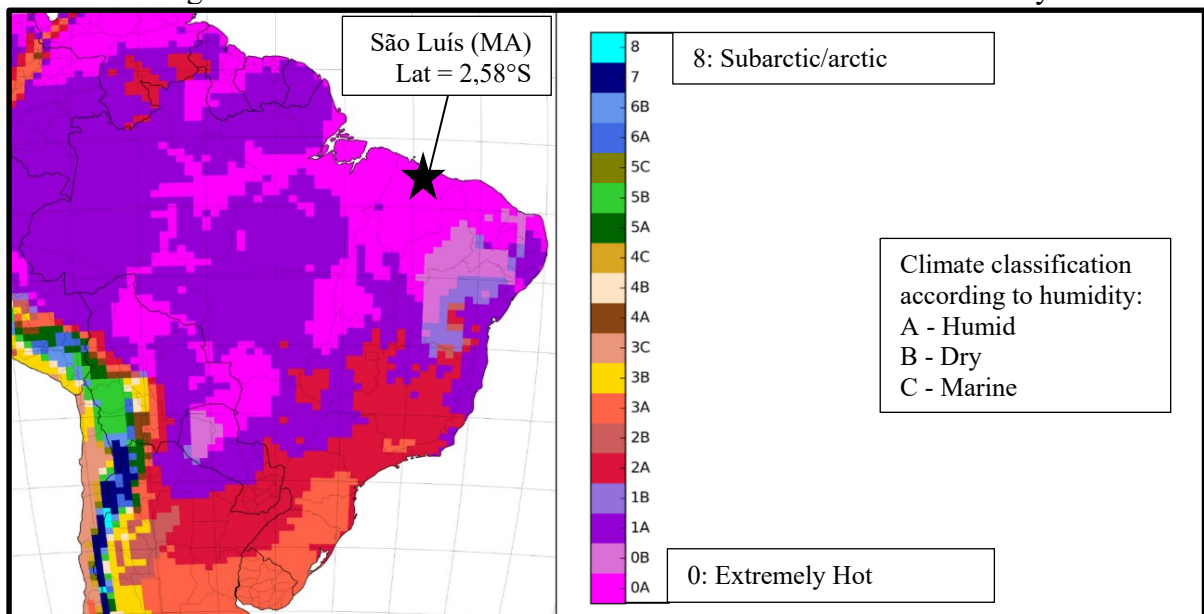 São Luís (MA)
Lat = 2,58°S
8
7
6B
6A
5C
5B
5A
4C
4B
4A
3C
3B
3A
2B
2A
1B
1A
0B
0A
8: Subarctic/arctic
Climate classification
according to humidity:
A - Humid
B - Dry
C - Marine
0: Extremely Hot